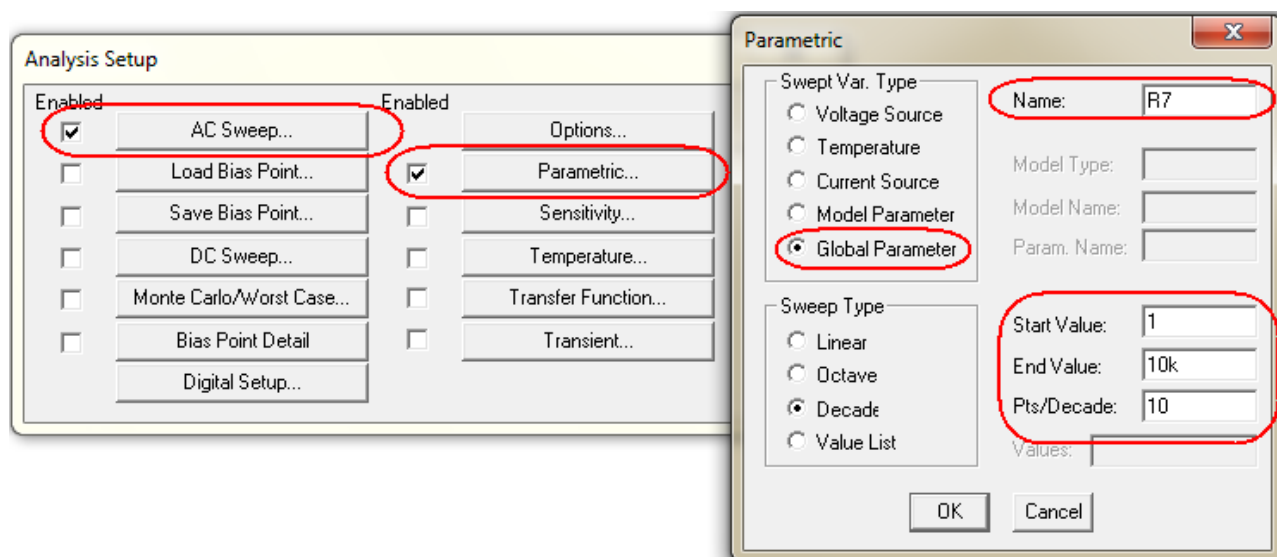 Analysis Setup
Enabled Enabled
AC Sweep... Options...
Load Bias Point... Parametric...
Save Bias Point... Sensitivity...
DC Sweep... Temperature...
Monte Carlo/Worst Case... Transfer Function...
Bias Point Detail Transient...
Digital Setup...
Parametric
Swept Var. Type
Voltage Source
Temperature
Current Source
Model Parameter
Global Parameter
Name: R7
Model Type:
Model Name:
Param. Name:
Sweep Type
Linear
Octave
Decade
Value List
Start Value: 1
End Value: 10k
Pts/Decade: 10
Values:
OK Cancel